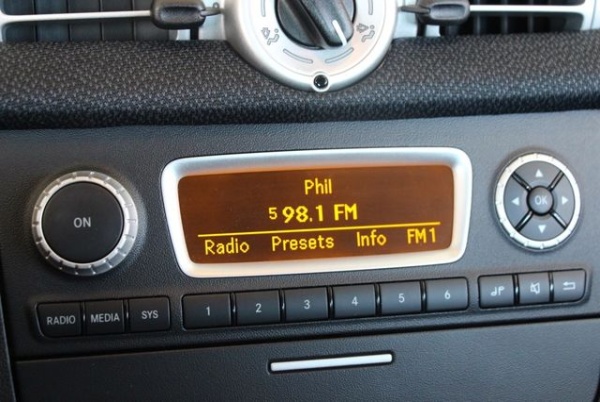 Phil
5 98.1 FM
Radio Presets Info FM1
ON
OK
RADIO MEDIA SYS
1 2 3 4 5 6